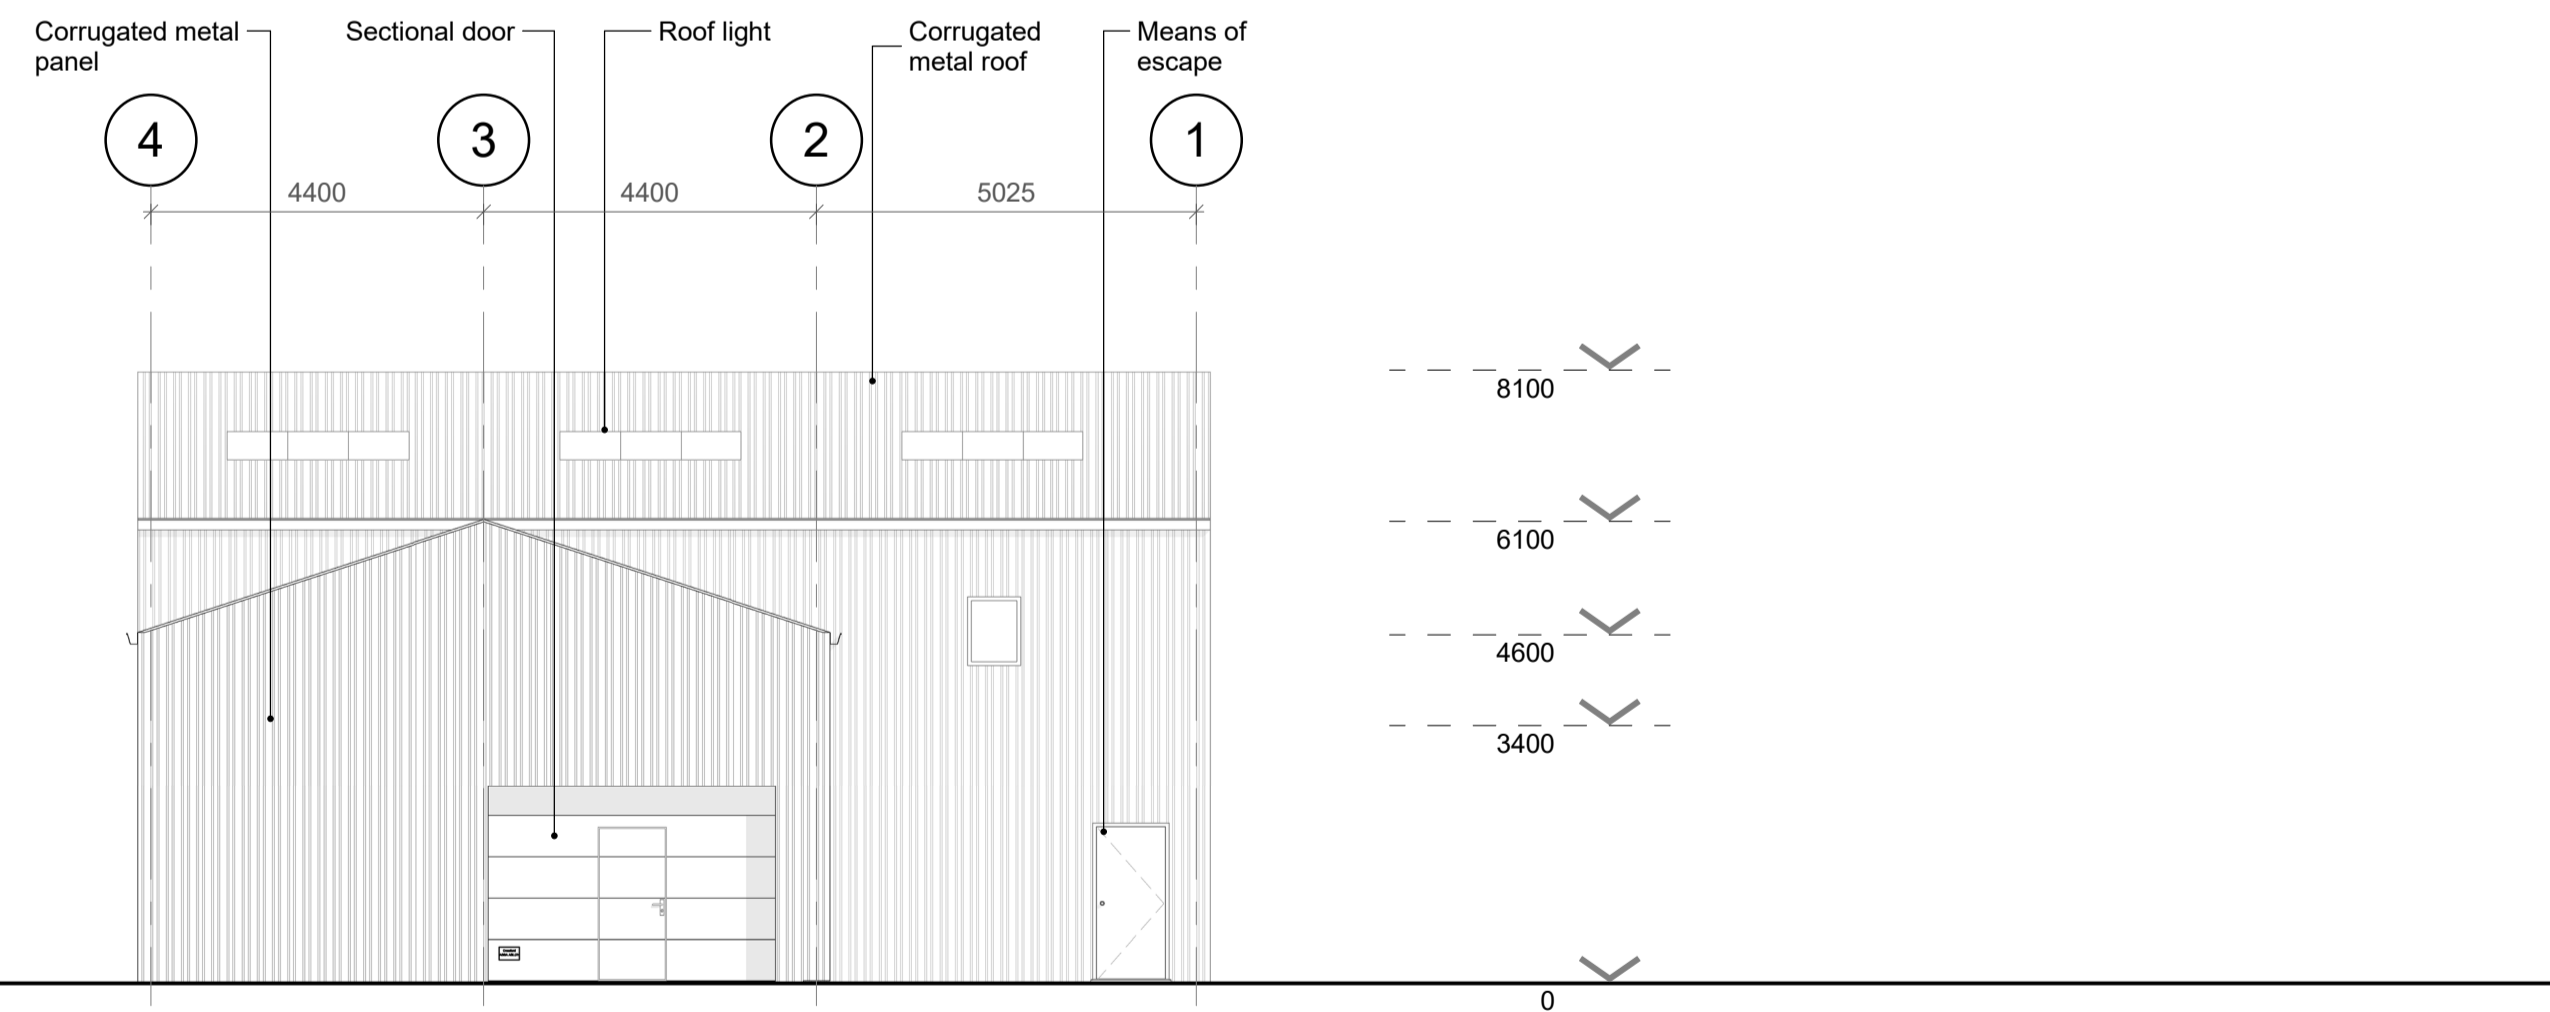 Corrugated metal
panel
Sectional door
Roof light
Corrugated
metal roof
Means of
escape
4
3
2
1
4400
4400
5025
8100
6100
4600
3400
0